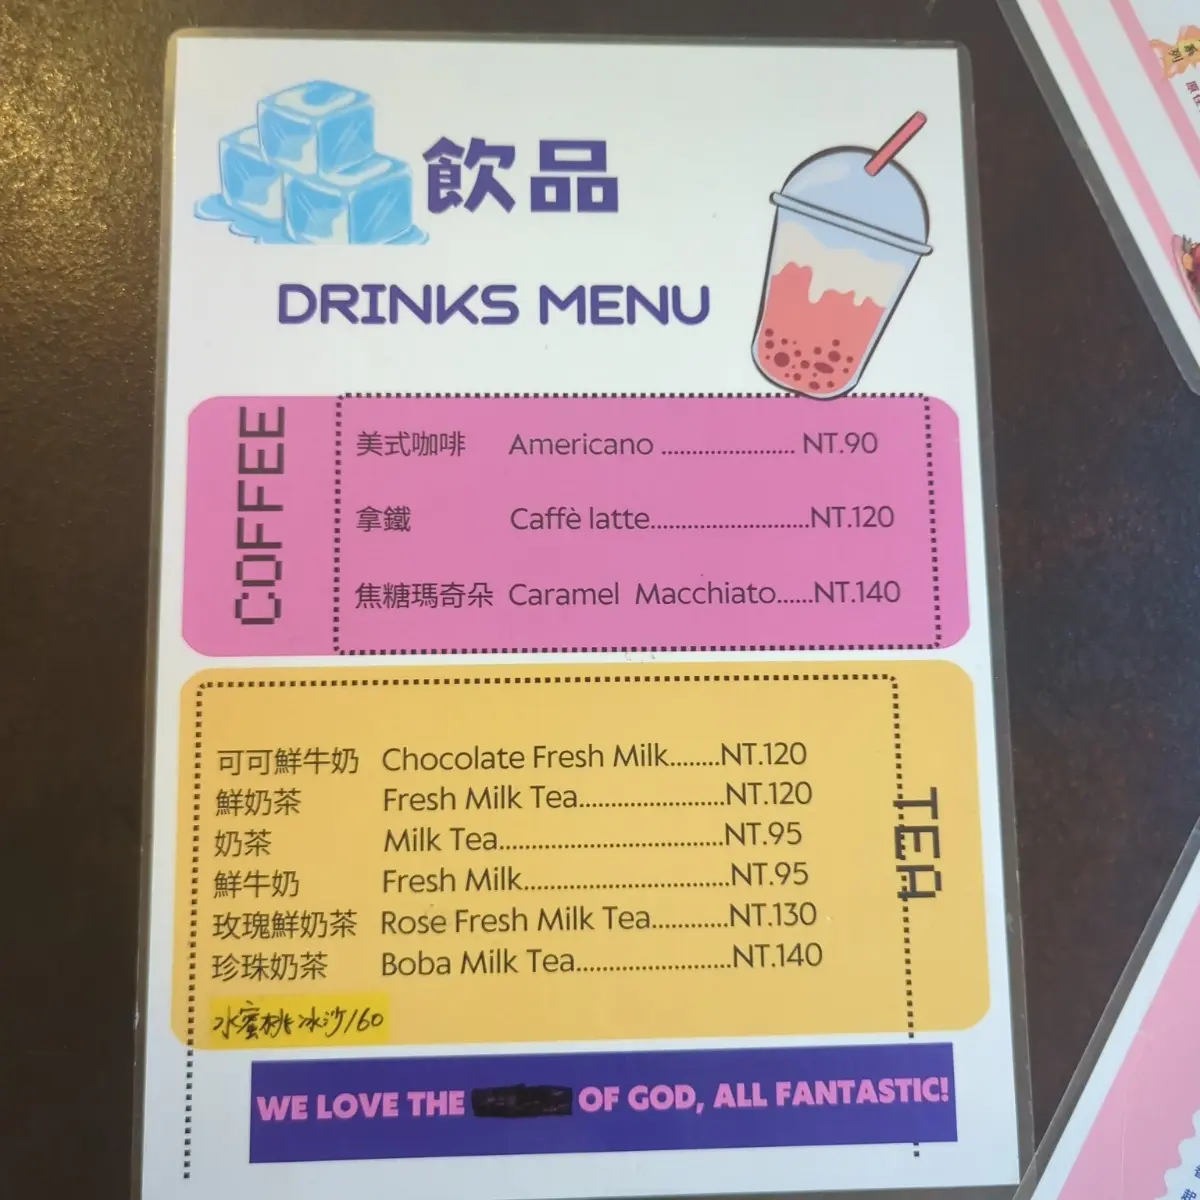 飲品
DRINKS MENU
COFFEE
美式咖啡 Americano ...................... NT.90
拿鐵 Caffè latte..........................NT.120
焦糖瑪奇朵 Caramel Macchiato......NT.140
TEA
可可鮮牛奶 Chocolate Fresh Milk........NT.120
鮮奶茶 Fresh Milk Tea........................NT.120
奶茶 Milk Tea.....................................NT.95
鮮牛奶 Fresh Milk..................................NT.95
玫瑰鮮奶茶 Rose Fresh Milk Tea.............NT.130
珍珠奶茶 Boba Milk Tea..........................NT.140
水蜜桃冰沙/160
WE LOVE THE OF GOD, ALL FANTASTIC!